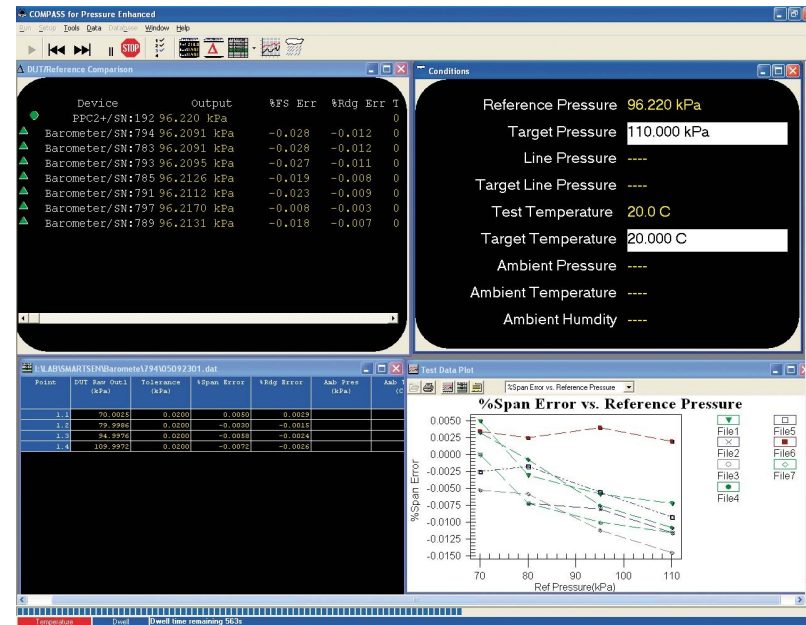 COMPASS for Pressure Enhanced
Run Setup Tools Data Database Window Help
STOP
DUT/Reference Comparison
Device Output %FS Err %Rdg Err T
PPC2+/SN:192 96.220 kPa 0
Barometer/SN:794 96.2091 kPa -0.028 -0.012 0
Barometer/SN:783 96.2091 kPa -0.028 -0.012 0
Barometer/SN:793 96.2095 kPa -0.027 -0.011 0
Barometer/SN:785 96.2126 kPa -0.019 -0.008 0
Barometer/SN:791 96.2112 kPa -0.023 -0.009 0
Barometer/SN:797 96.2170 kPa -0.008 -0.003 0
Barometer/SN:789 96.2131 kPa -0.018 -0.007 0
Conditions
Reference Pressure 96.220 kPa
Target Pressure 110.000 kPa
Line Pressure ----
Target Line Pressure ----
Test Temperature 20.0 C
Target Temperature 20.000 C
Ambient Pressure ----
Ambient Temperature ----
Ambient Humdity ----
I:\LAB\SMARTSEN\Baromete\794\05092301.dat
Point DUT Raw Out1 Tolerance %Span Error %Rdg Error Amb Pres Amb
(kPa) (kPa) (kPa) (C
1.1 70.0025 0.0200 0.0050 0.0029
1.2 79.9986 0.0200 -0.0030 -0.0015
1.3 94.9976 0.0200 -0.0058 -0.0024
1.4 109.9972 0.0200 -0.0072 -0.0026
Test Data Plot
%Span Error vs. Reference Pressure
%Span Error vs. Reference Pressure
%Span Error
0.0050
0.0025
0.0000
-0.0025
-0.0050
-0.0075
-0.0100
-0.0125
-0.0150
70 80 90 100 110
Ref Pressure(kPa)
File1 File5
File2 File6
File3 File7
File4
Temperature Dwell Dwell time remaining 563s